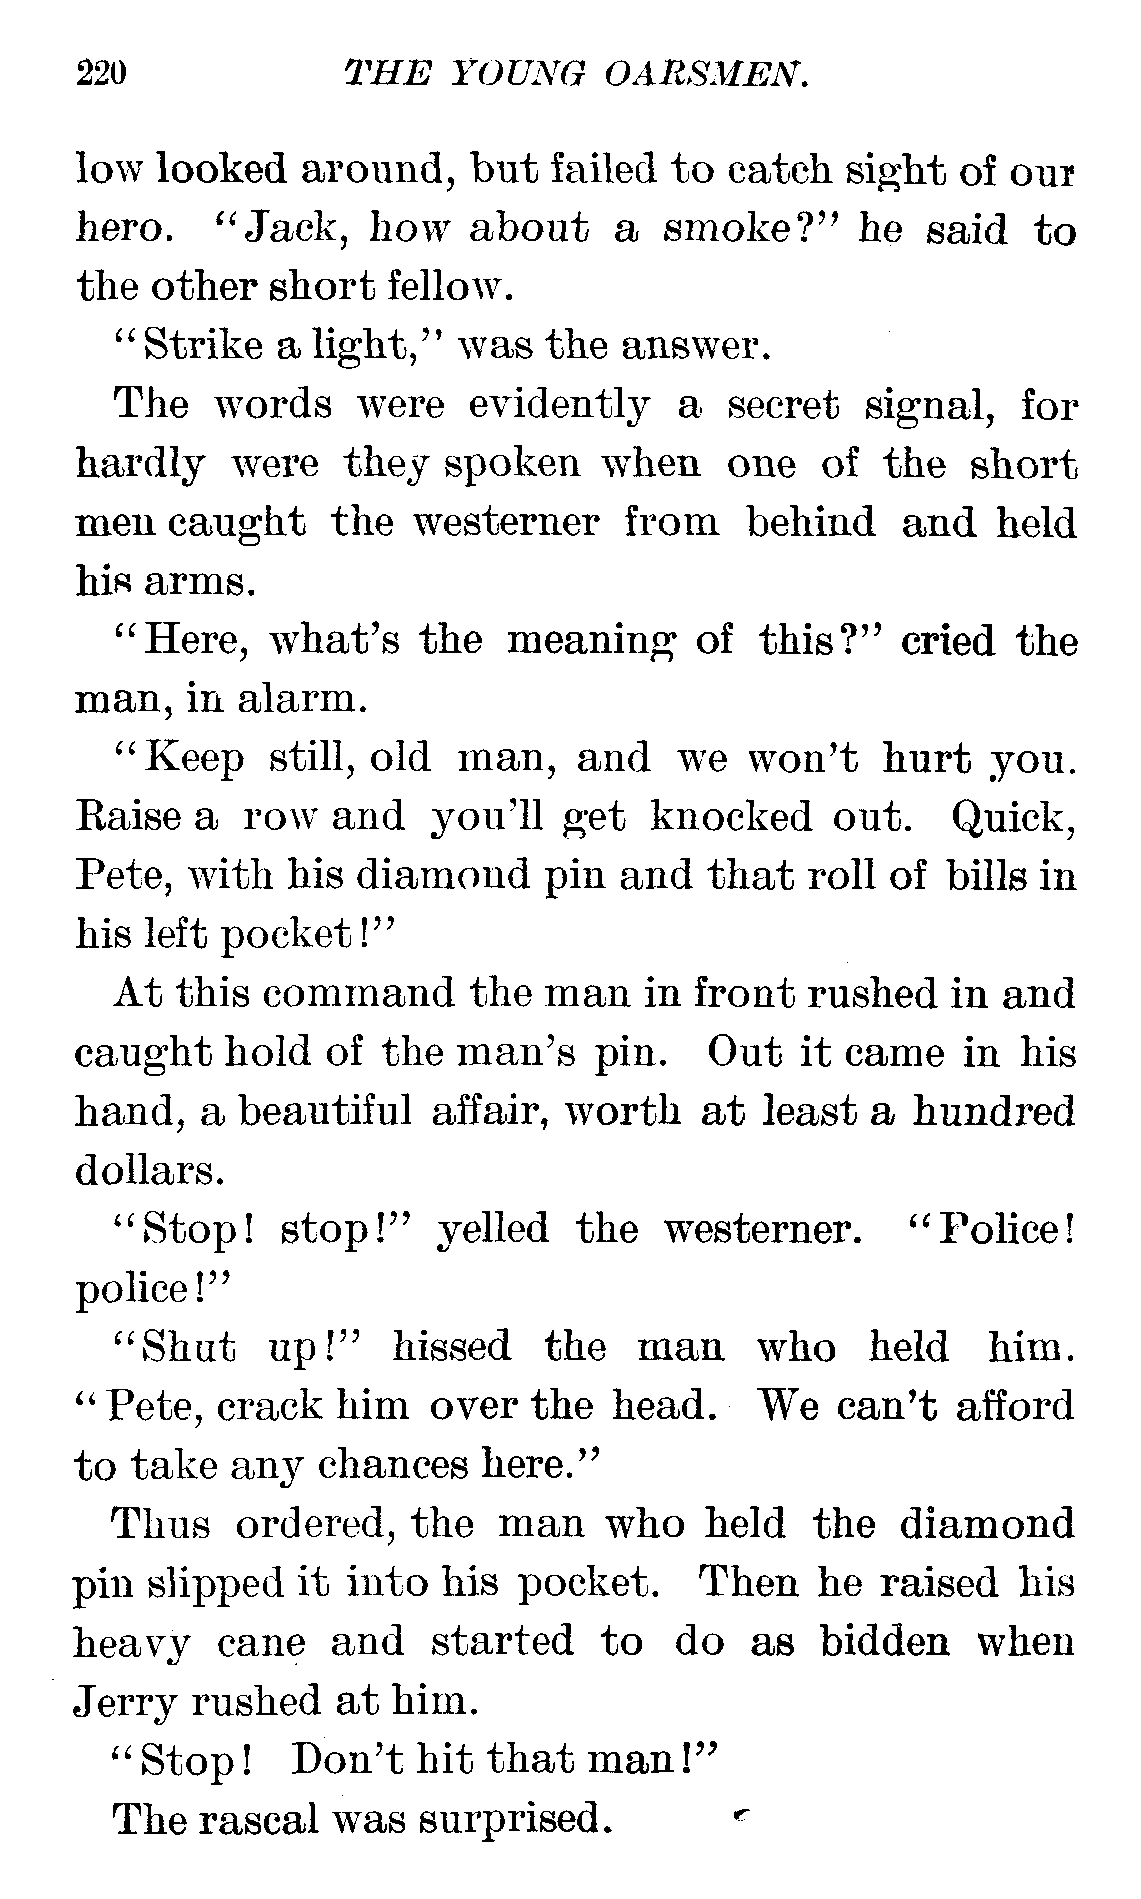 220 THE YOUNG OARSMEN.
low looked around, but failed to catch sight of our
hero. "Jack, how about a smoke?" he said to
the other short fellow.
"Strike a light," was the answer.
The words were evidently a secret signal, for
hardly were they spoken when one of the short
men caught the westerner from behind and held
his arms.
"Here, what's the meaning of this?" cried the
man, in alarm.
"Keep still, old man, and we won't hurt you.
Raise a row and you'll get knocked out. Quick,
Pete, with his diamond pin and that roll of bills in
his left pocket!"
At this command the man in front rushed in and
caught hold of the man's pin. Out it came in his
hand, a beautiful affair, worth at least a hundred
dollars.
"Stop! stop!" yelled the westerner. "Police!
police!"
"Shut up!" hissed the man who held him.
"Pete, crack him over the head. We can't afford
to take any chances here."
Thus ordered, the man who held the diamond
pin slipped it into his pocket. Then he raised his
heavy cane and started to do as bidden when
Jerry rushed at him.
"Stop! Don't hit that man!"
The rascal was surprised.